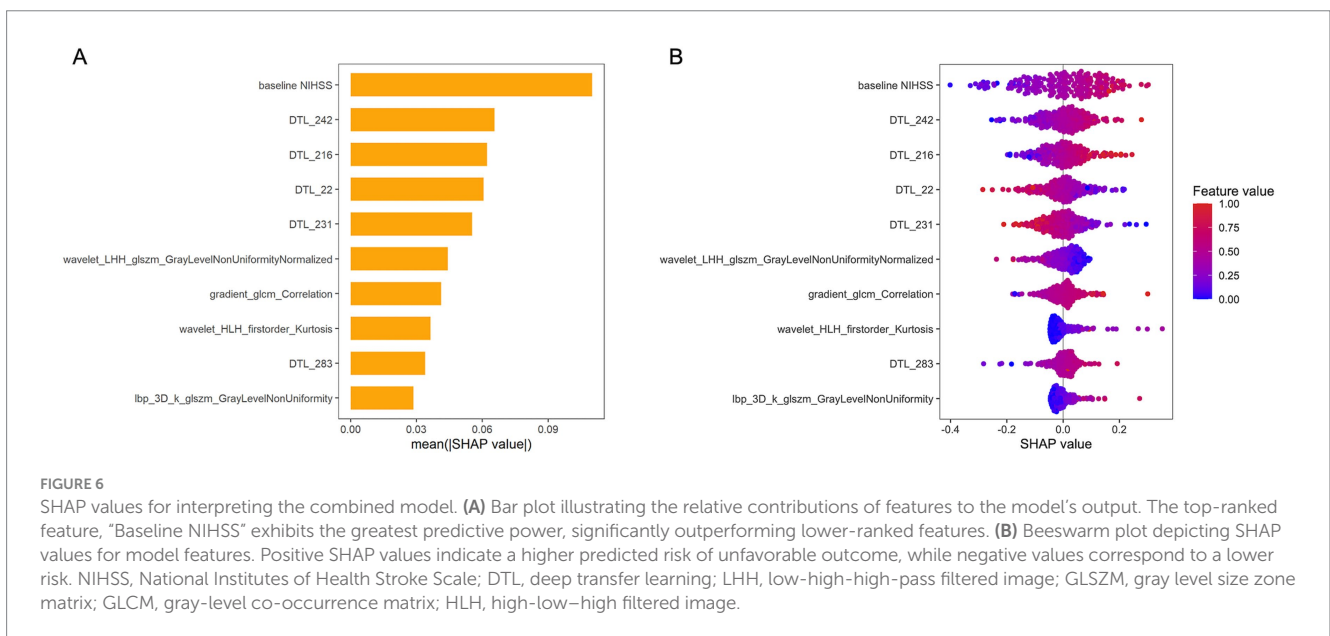 A
baseline NIHSS
DTL_242
DTL_216
DTL_22
DTL_231
wavelet_LHH_glszm_GrayLevelNonUniformityNormalized
gradient_glcm_Correlation
wavelet_HLH_firstorder_Kurtosis
DTL_283
lbp_3D_k_glszm_GrayLevelNonUniformity
0.00 0.03 0.06 0.09
mean(|SHAP value|)
B
baseline NIHSS
DTL_242
DTL_216
DTL_22
DTL_231
wavelet_LHH_glszm_GrayLevelNonUniformityNormalized
gradient_glcm_Correlation
wavelet_HLH_firstorder_Kurtosis
DTL_283
lbp_3D_k_glszm_GrayLevelNonUniformity
-0.4 -0.2 0.0 0.2
SHAP value
Feature value
1.00
0.75
0.50
0.25
0.00
FIGURE 6
SHAP values for interpreting the combined model. (A) Bar plot illustrating the relative contributions of features to the model’s output. The top-ranked
feature, “Baseline NIHSS” exhibits the greatest predictive power, significantly outperforming lower-ranked features. (B) Beeswarm plot depicting SHAP
values for model features. Positive SHAP values indicate a higher predicted risk of unfavorable outcome, while negative values correspond to a lower
risk. NIHSS, National Institutes of Health Stroke Scale; DTL, deep transfer learning; LHH, low-high-high-pass filtered image; GLSZM, gray level size zone
matrix; GLCM, gray-level co-occurrence matrix; HLH, high-low–high filtered image.